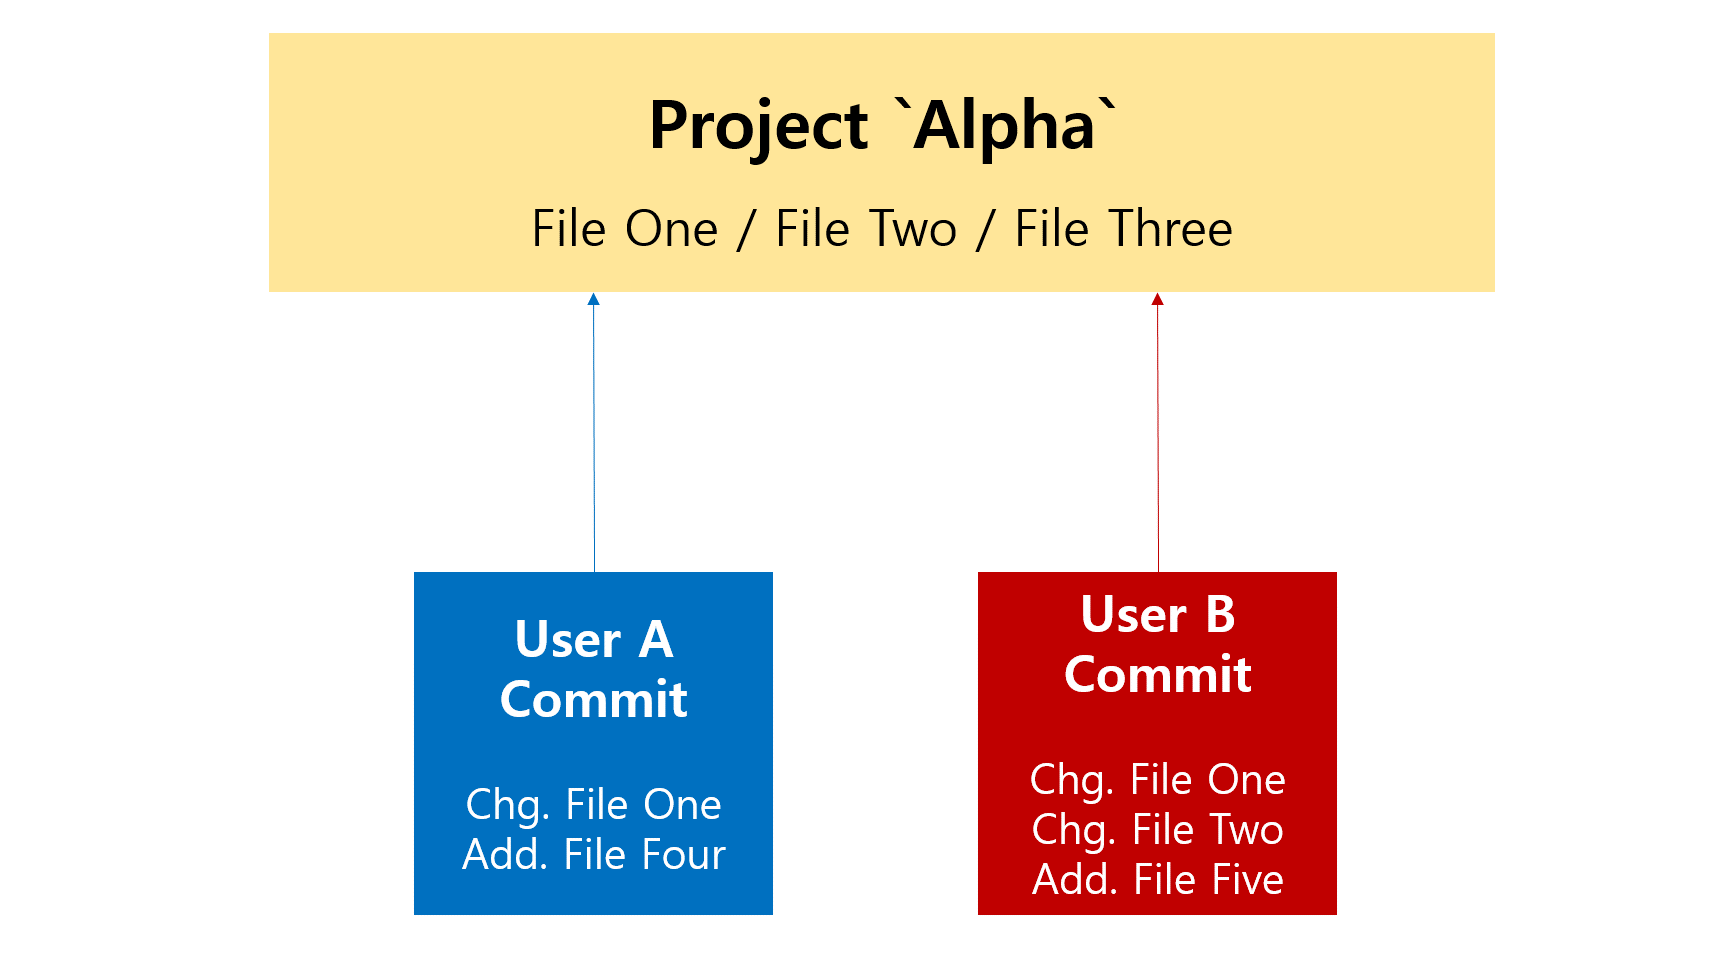 Project `Alpha`
File One / File Two / File Three
User A
Commit
Chg. File One
Add. File Four
User B
Commit
Chg. File One
Chg. File Two
Add. File Five